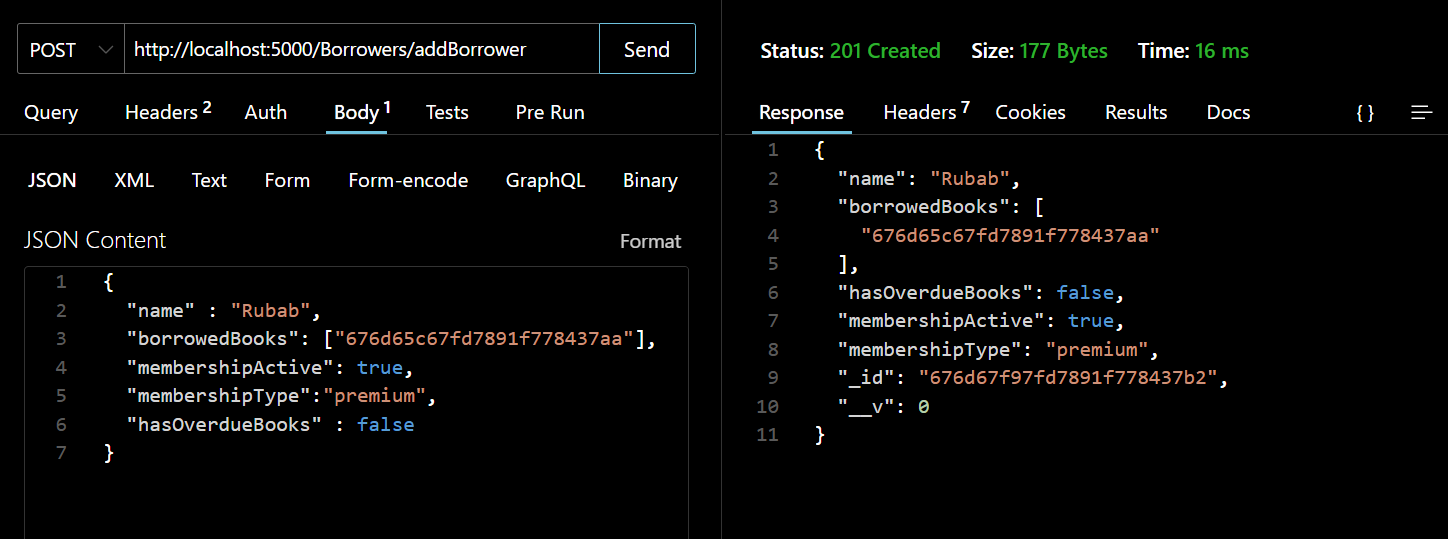 POST http://localhost:5000/Borrowers/addBorrower Send
Query Headers 2 Auth Body 1 Tests Pre Run
JSON XML Text Form Form-encode GraphQL Binary
JSON Content Format
1 {
2 "name" : "Rubab",
3 "borrowedBooks": ["676d65c67fd7891f778437aa"],
4 "membershipActive": true,
5 "membershipType":"premium",
6 "hasOverdueBooks" : false
7 }
Status: 201 Created Size: 177 Bytes Time: 16 ms
Response Headers 7 Cookies Results Docs { }
1 {
2 "name": "Rubab",
3 "borrowedBooks": [
4 "676d65c67fd7891f778437aa"
5 ],
6 "hasOverdueBooks": false,
7 "membershipActive": true,
8 "membershipType": "premium",
9 "_id": "676d67f97fd7891f778437b2",
10 "__v": 0
11 }